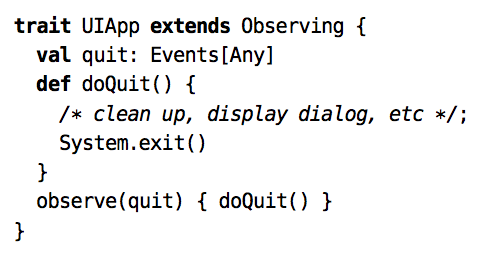 trait UIApp extends Observing {
  val quit: Events[Any]
  def doQuit() {
    /* clean up, display dialog, etc */;
    System.exit()
  }
  observe(quit) { doQuit() }
}